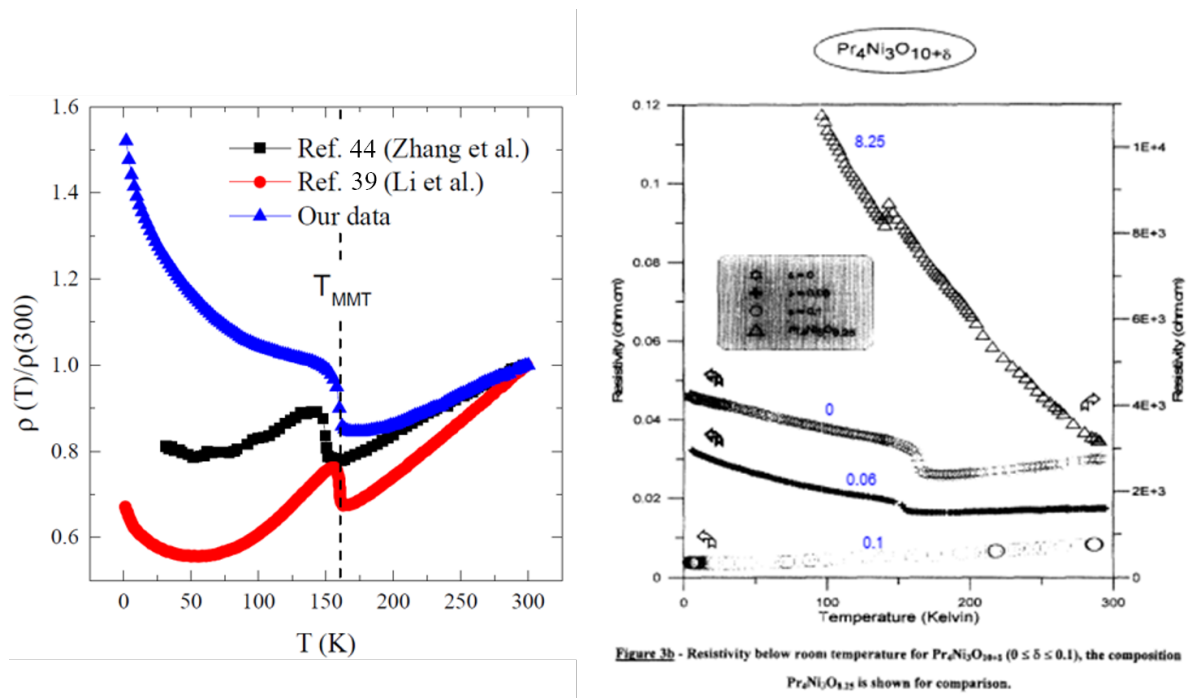 1.6
1.4
1.2
1.0
0.8
0.6
ρ (T)/ρ(300)
Ref. 44 (Zhang et al.)
Ref. 39 (Li et al.)
Our data
T_MMT
0 50 100 150 200 250 300
T (K)
Pr₄Ni₃O₁₀₊δ
0.12
0.1
0.08
0.06
0.04
0.02
0
Resistivity (ohm.cm)
8.25
0
0.06
0.1
1E+4
8E+3
6E+3
4E+3
2E+3
0
Resistivity (ohm.cm)
0 100 200 300
Temperature (Kelvin)
Figure 3b - Resistivity below room temperature for Pr₄Ni₃O₁₀₊δ (0 ≤ δ ≤ 0.1), the composition
Pr₄Ni₃O₈.₂₅ is shown for comparison.